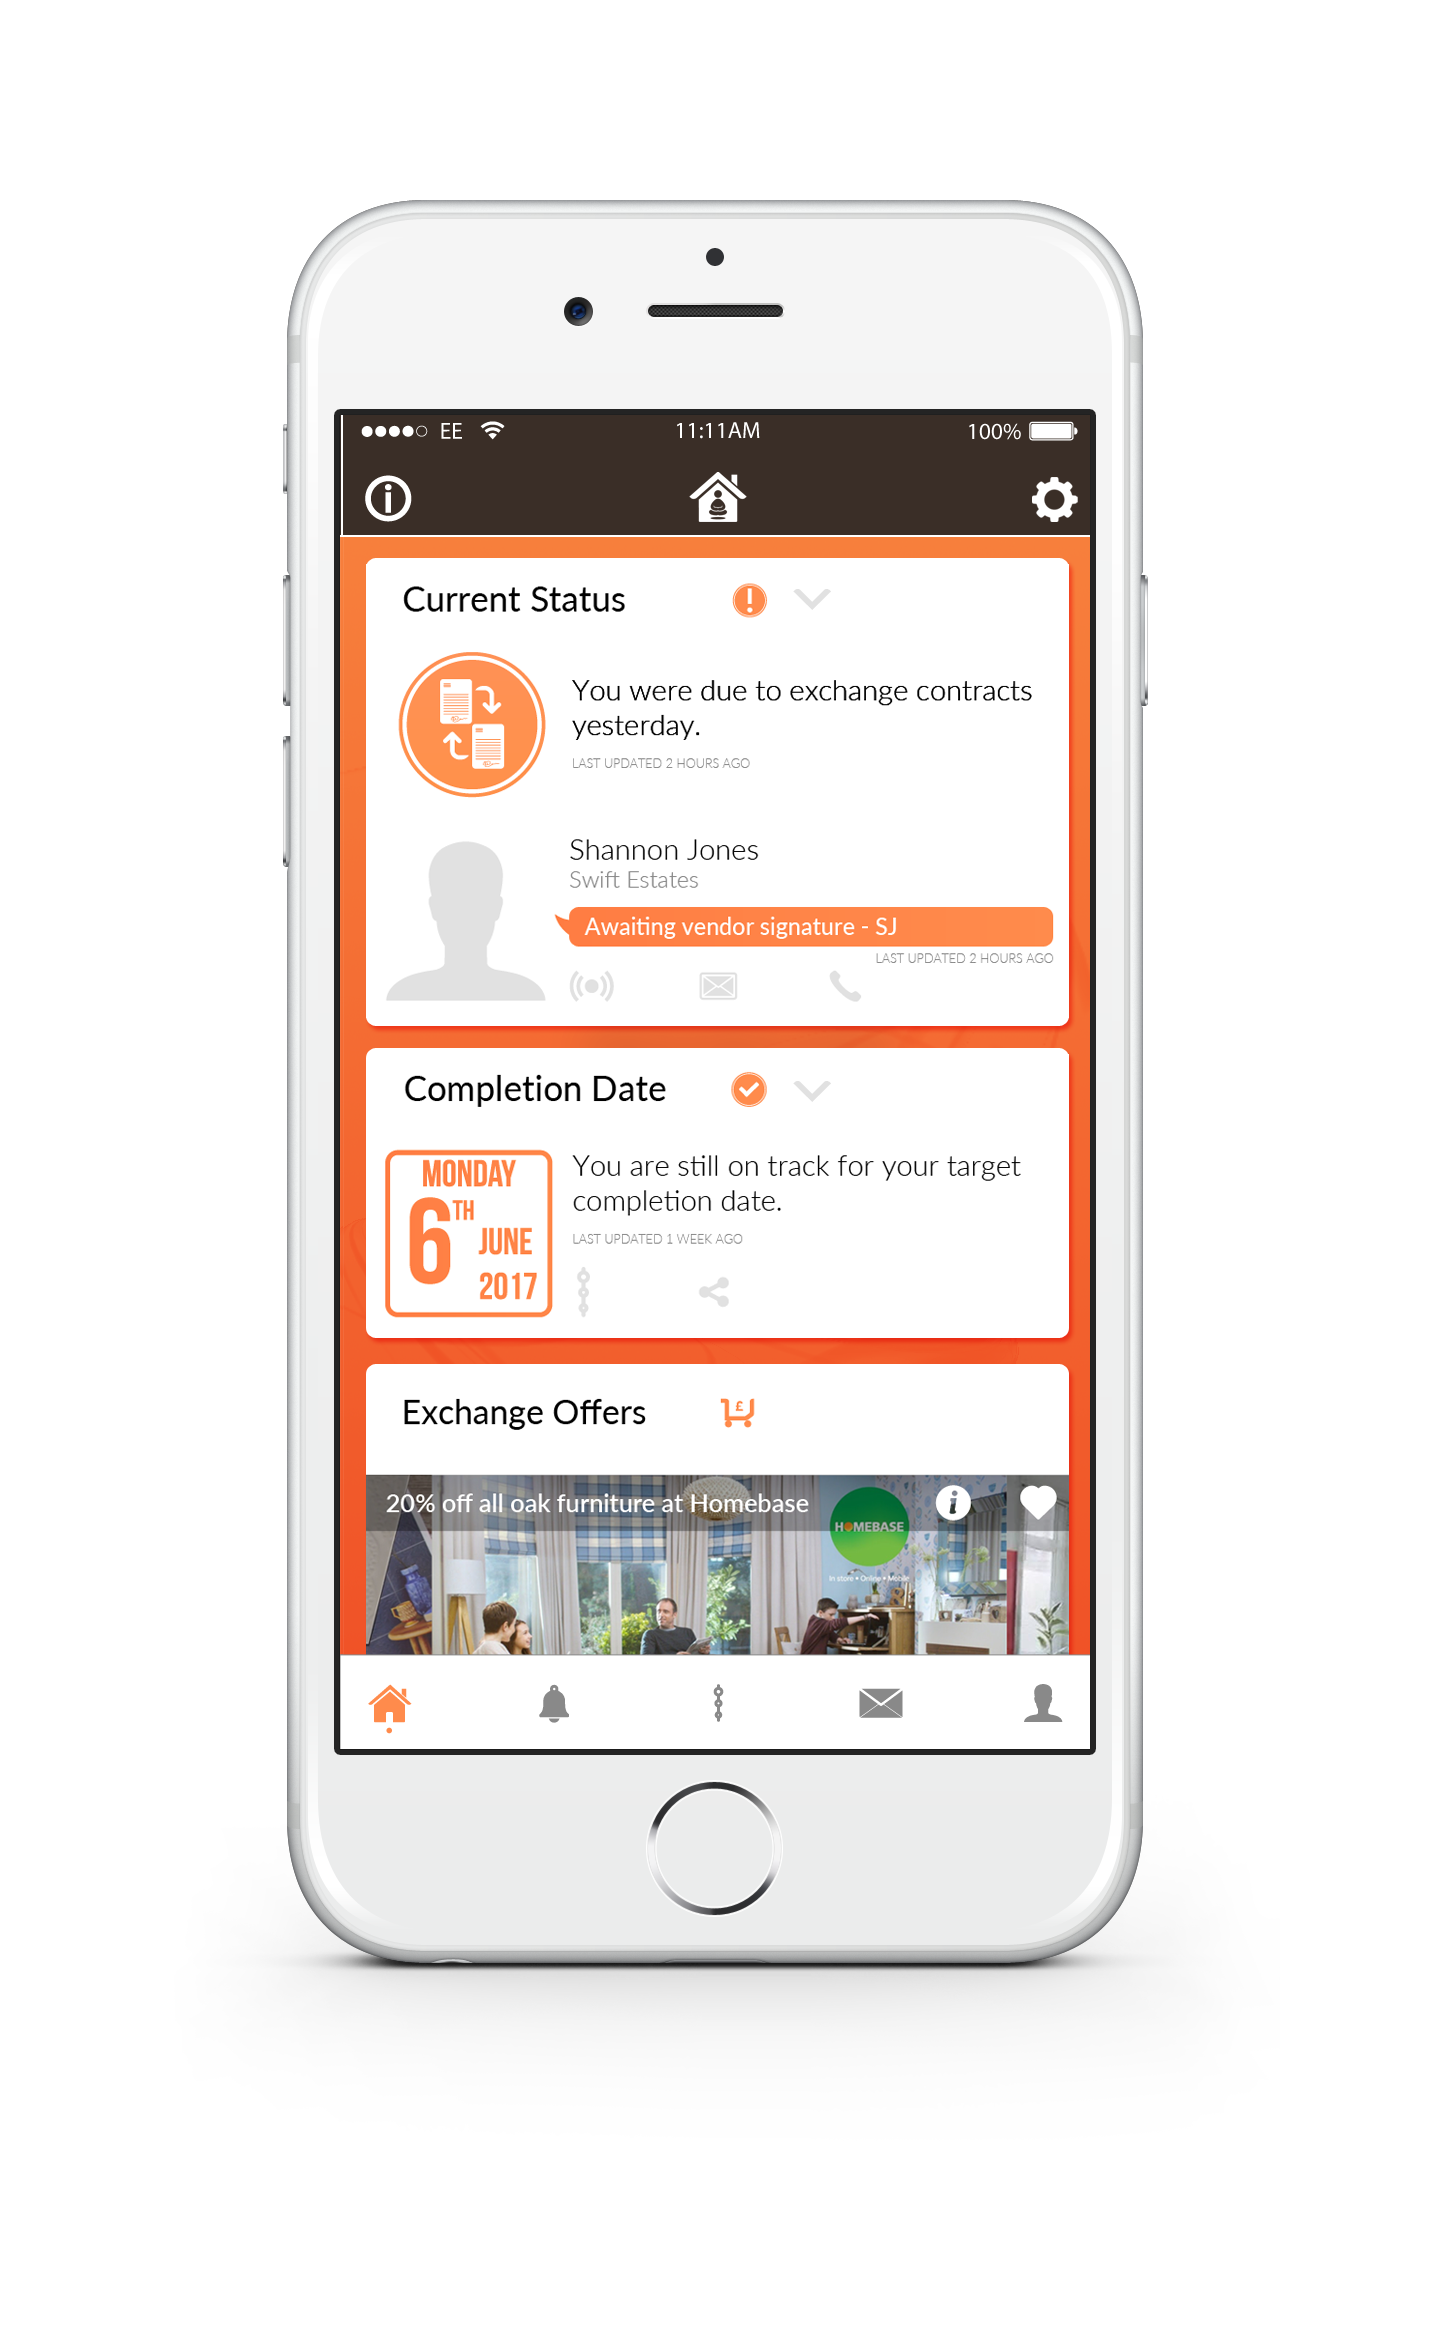 EE
11:11AM
100%
Current Status
You were due to exchange contracts
yesterday.
LAST UPDATED 2 HOURS AGO
Shannon Jones
Swift Estates
Awaiting vendor signature - SJ
LAST UPDATED 2 HOURS AGO
Completion Date
MONDAY
6TH
JUNE
2017
You are still on track for your target
completion date.
LAST UPDATED 1 WEEK AGO
Exchange Offers
£
20% off all oak furniture at Homebase
HOMEBASE
In store • Online • Mobile